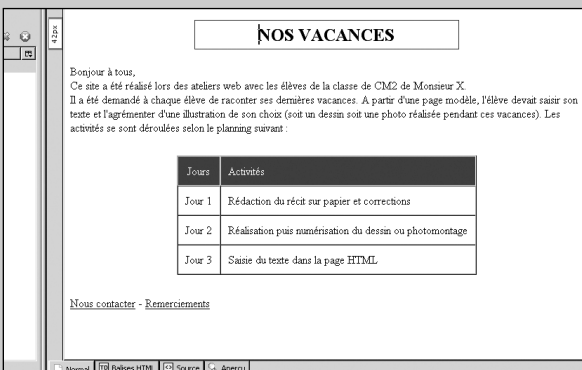 42px
NOS VACANCES
Bonjour à tous,
Ce site a été réalisé lors des ateliers web avec les élèves de la classe de CM2 de Monsieur X.
Il a été demandé à chaque élève de raconter ses dernières vacances. A partir d'une page modèle, l'élève devait saisir son
texte et l'agrémenter d'une illustration de son choix (soit un dessin soit une photo réalisée pendant ces vacances). Les
activités se sont déroulées selon le planning suivant :
Jours Activités
Jour 1 Rédaction du récit sur papier et corrections
Jour 2 Réalisation puis numérisation du dessin ou photomontage
Jour 3 Saisie du texte dans la page HTML
Nous contacter - Remerciements
Normal Balises HTML Source Aperçu